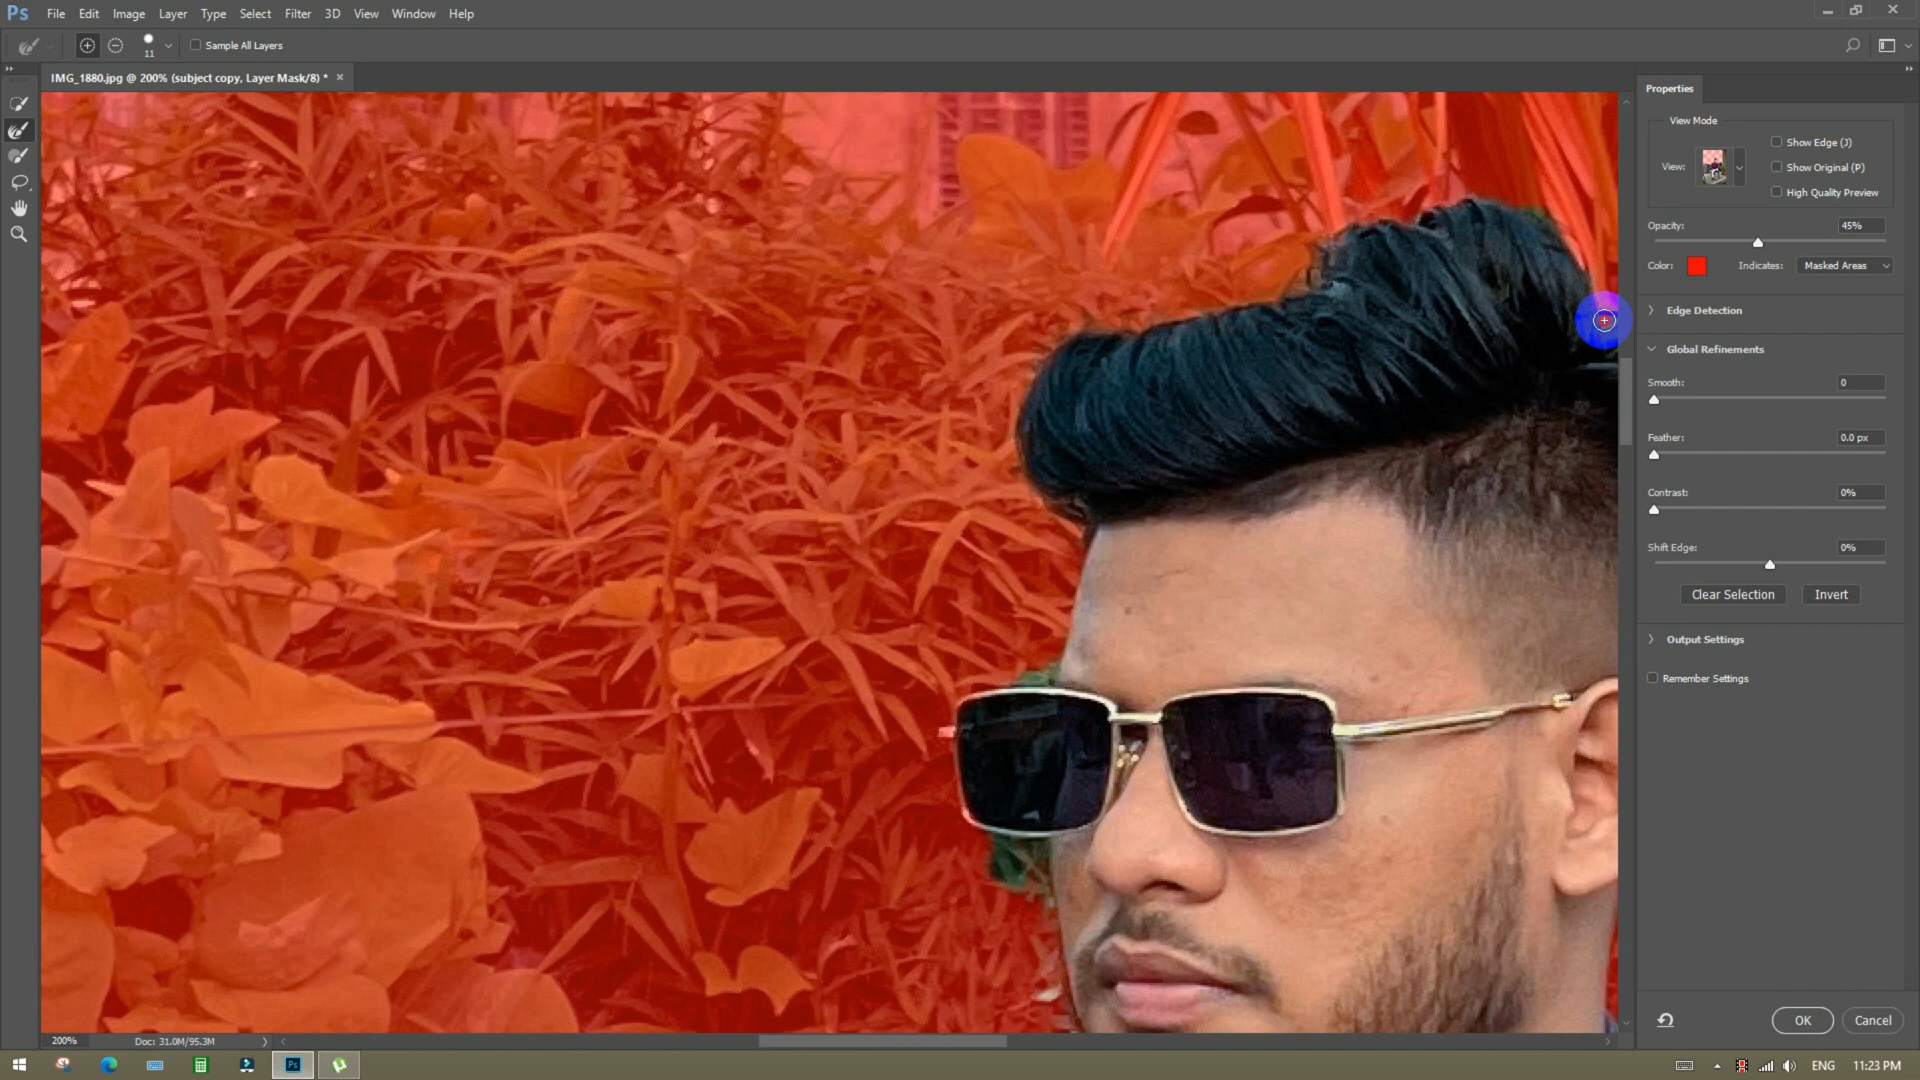 Ps File Edit Image Layer Type Select Filter 3D View Window Help
11 Sample All Layers
IMG_1880.jpg @ 200% (subject copy, Layer Mask/8) *
Properties
View Mode
Show Edge (J)
View:
Show Original (P)
High Quality Preview
Opacity: 45%
Color: Indicates: Masked Areas
Edge Detection
Global Refinements
Smooth: 0
Feather: 0.0 px
Contrast: 0%
Shift Edge: 0%
Clear Selection Invert
Output Settings
Remember Settings
OK Cancel
200% Doc: 31.0M/95.3M
Ps ENG 11:23 PM